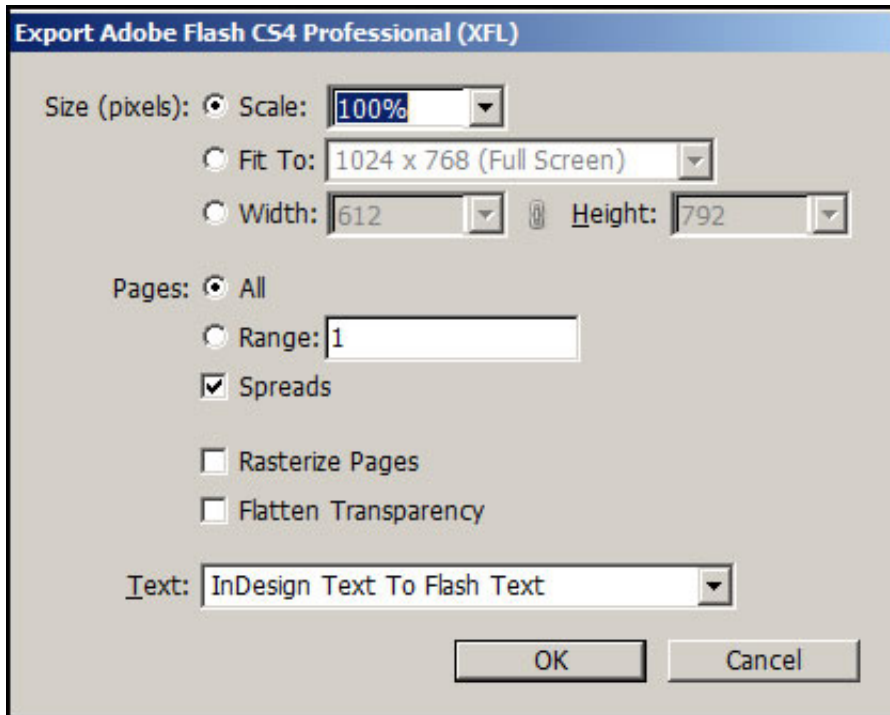 Export Adobe Flash CS4 Professional (XFL)
Size (pixels): Scale: 100%
Fit To: 1024 x 768 (Full Screen)
Width: 612 Height: 792
Pages: All
Range: 1
Spreads
Rasterize Pages
Flatten Transparency
Text: InDesign Text To Flash Text
OK Cancel